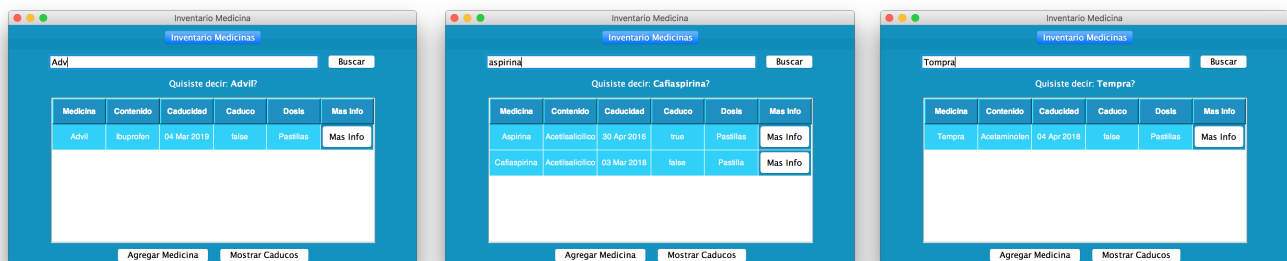 Inventario Medicina
Inventario Medicinas
Adv Buscar
Quisiste decir: Advil?
Medicina Contenido Caducidad Caduco Dosis Mas Info
Advil Ibuprofen 04 Mar 2019 false Pastillas Mas Info
Agregar Medicina Mostrar Caducos
Inventario Medicina
Inventario Medicinas
aspirina Buscar
Quisiste decir: Cafiaspirina?
Medicina Contenido Caducidad Caduco Dosis Mas Info
Aspirina Acetilsalicilico 30 Apr 2016 true Pastillas Mas Info
Cafiaspirina Acetilsalicilico 03 Mar 2018 false Pastilla Mas Info
Agregar Medicina Mostrar Caducos
Inventario Medicina
Inventario Medicinas
Tompra Buscar
Quisiste decir: Tempra?
Medicina Contenido Caducidad Caduco Dosis Mas Info
Tempra Acetaminofen 04 Apr 2018 false Pastillas Mas Info
Agregar Medicina Mostrar Caducos